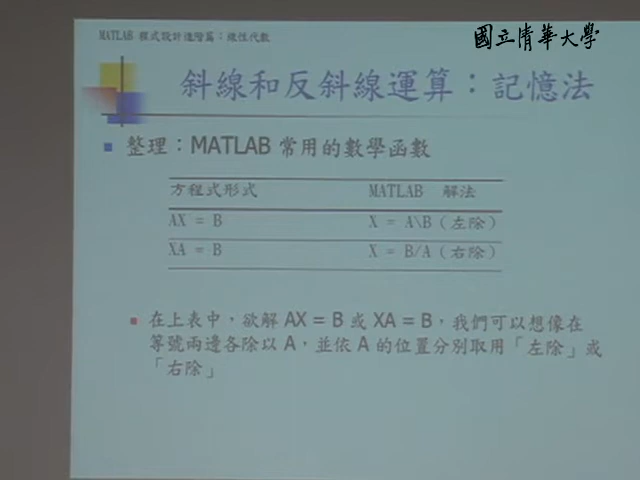 MATLAB 程式設計進階篇：線性代數
國立清華大學
斜線和反斜線運算：記憶法
整理：MATLAB 常用的數學函數
方程式形式 MATLAB 解法
AX = B X = A\B（左除）
XA = B X = B/A（右除）
在上表中，欲解 AX = B 或 XA = B，我們可以想像在
等號兩邊各除以 A，並依 A 的位置分別取用「左除」或
「右除」